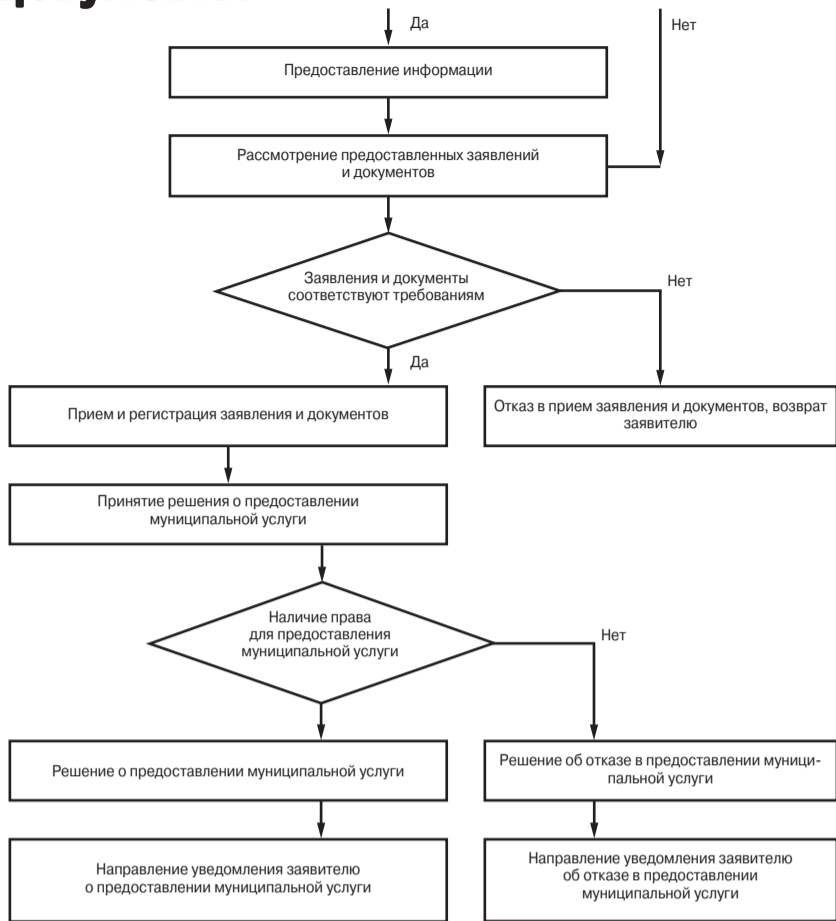 Да
Нет
Предоставление информации
Рассмотрение предоставленных заявлений
и документов
Заявления и документы
соответствуют требованиям
Нет
Да
Прием и регистрация заявления и документов
Отказ в прием заявления и документов, возврат
заявителю
Принятие решения о предоставлении
муниципальной услуги
Наличие права
для предоставления
муниципальной услуги
Нет
Решение о предоставлении муниципальной услуги
Решение об отказе в предоставлении муници-
пальной услуги
Направление уведомления заявителю
о предоставлении муниципальной услуги
Направление уведомления заявителю
об отказе в предоставлении
муниципальной услуги